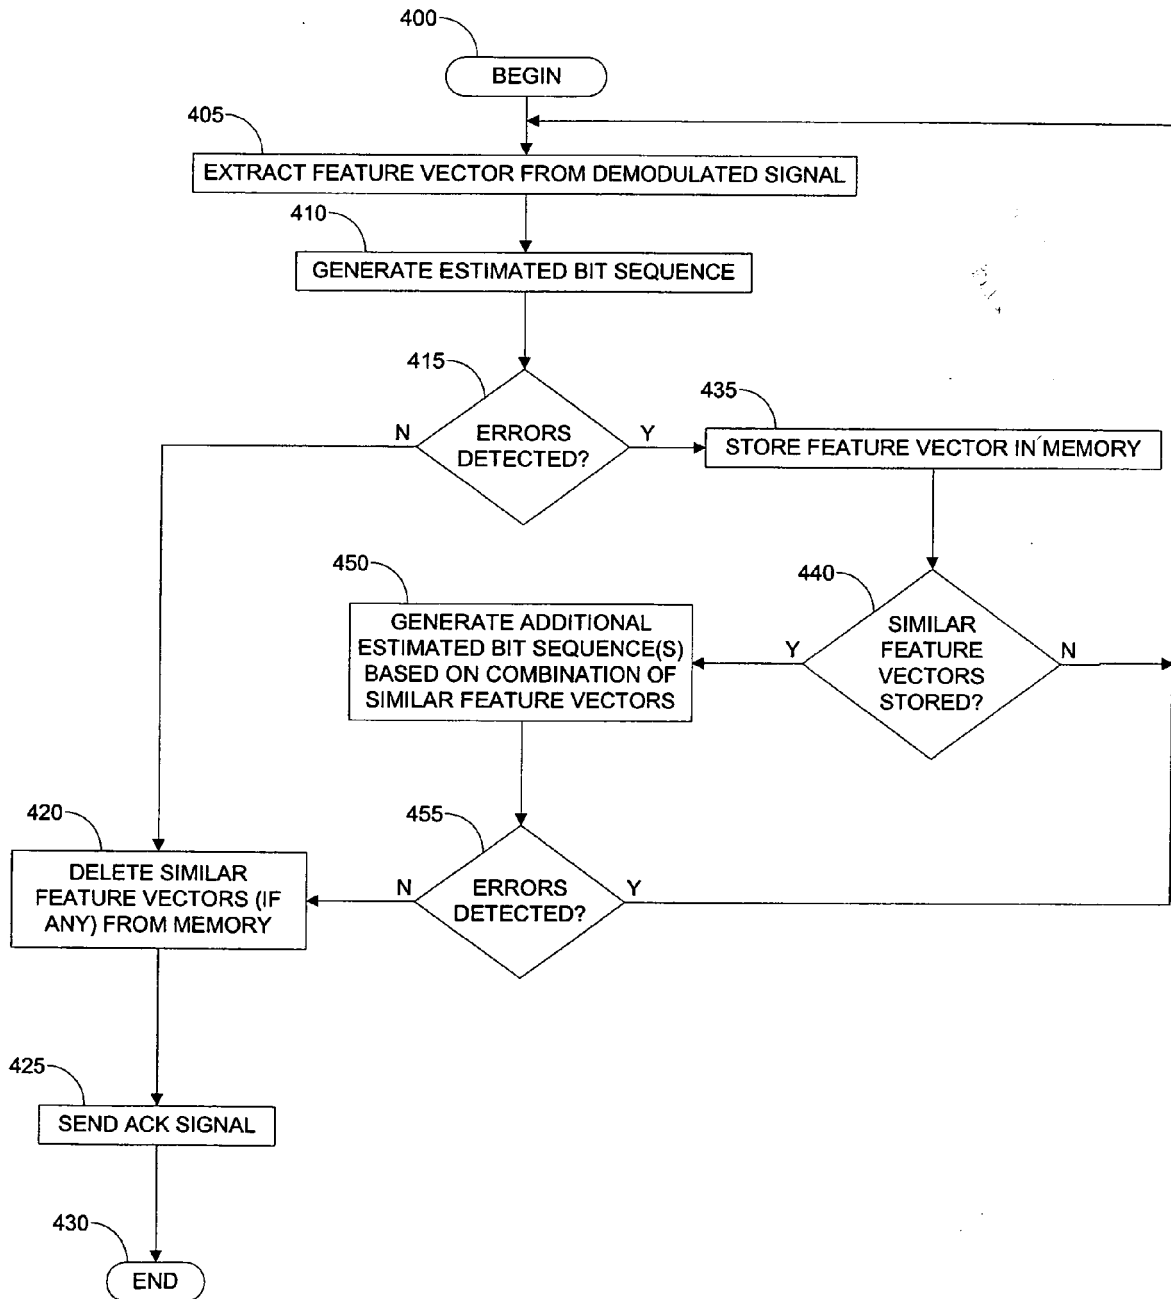 400
BEGIN
405
EXTRACT FEATURE VECTOR FROM DEMODULATED SIGNAL
410
GENERATE ESTIMATED BIT SEQUENCE
415
N
ERRORS
DETECTED?
Y
435
STORE FEATURE VECTOR IN MEMORY
450
GENERATE ADDITIONAL
ESTIMATED BIT SEQUENCE(S)
BASED ON COMBINATION OF
SIMILAR FEATURE VECTORS
440
Y
SIMILAR
FEATURE
VECTORS
STORED?
N
420
DELETE SIMILAR
FEATURE VECTORS (IF
ANY) FROM MEMORY
455
N
ERRORS
DETECTED?
Y
425
SEND ACK SIGNAL
430
END